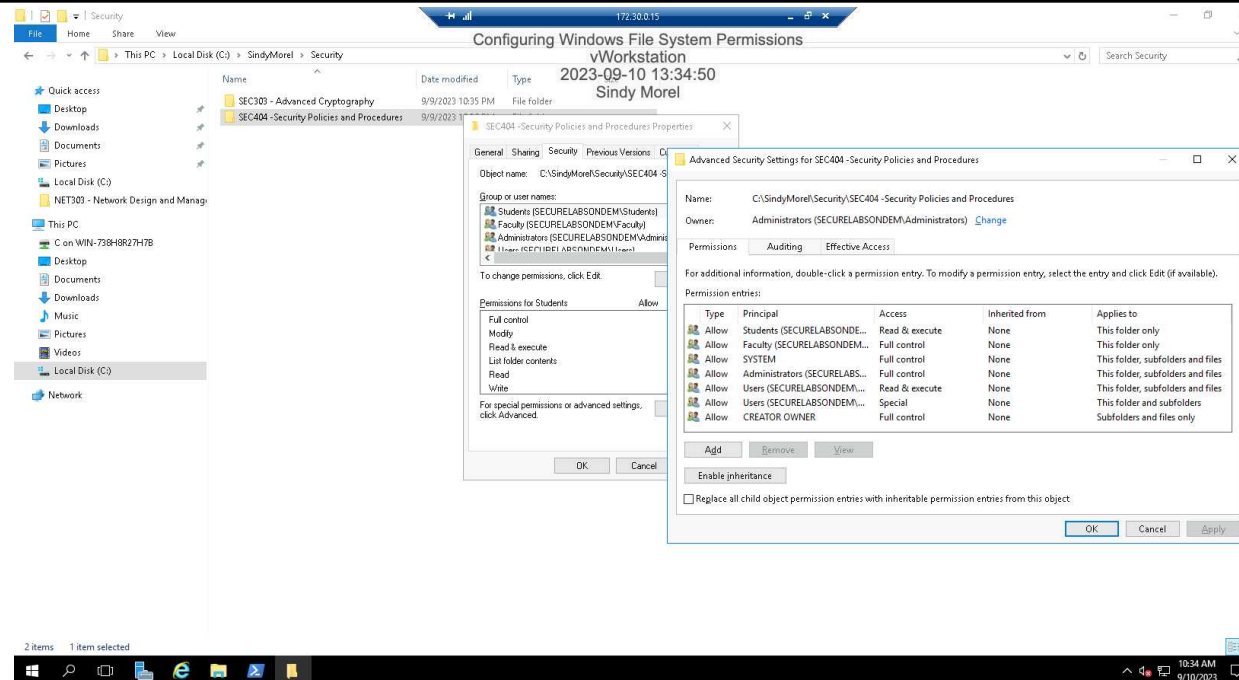 Security
172.30.0.15
File Home Share View
Configuring Windows File System Permissions
vWorkstation
2023-09-10 13:34:50
Sindy Morel
This PC > Local Disk (C:) > SindyMorel > Security
Search Security
Name Date modified Type
SEC303 - Advanced Cryptography 9/9/2023 10:35 PM File folder
SEC404 -Security Policies and Procedures 9/9/2023
Quick access
Desktop
Downloads
Documents
Pictures
Local Disk (C:)
NET303 - Network Design and Manag
This PC
C on WIN-738H8R27H7B
Desktop
Documents
Downloads
Music
Pictures
Videos
Local Disk (C:)
Network
SEC404 -Security Policies and Procedures Properties
General Sharing Security Previous Versions Cu
Object name: C:\SindyMorel\Security\SEC404 -S
Group or user names:
Students (SECURELABSONDEM\Students)
Faculty (SECURELABSONDEM\Faculty)
Administrators (SECURELABSONDEM\Adminis
Users (SECURELABSONDEM\Users)
To change permissions, click Edit.
Permissions for Students Allow
Full control
Modify
Read & execute
List folder contents
Read
Write
For special permissions or advanced settings,
click Advanced.
OK Cancel
Advanced Security Settings for SEC404 -Security Policies and Procedures
Name: C:\SindyMorel\Security\SEC404 -Security Policies and Procedures
Owner: Administrators (SECURELABSONDEM\Administrators) Change
Permissions Auditing Effective Access
For additional information, double-click a permission entry. To modify a permission entry, select the entry and click Edit (if available).
Permission entries:
Type Principal Access Inherited from Applies to
Allow Students (SECURELABSONDE... Read & execute None This folder only
Allow Faculty (SECURELABSONDEM... Full control None This folder only
Allow SYSTEM Full control None This folder, subfolders and files
Allow Administrators (SECURELABS... Full control None This folder, subfolders and files
Allow Users (SECURELABSONDEM\... Read & execute None This folder, subfolders and files
Allow Users (SECURELABSONDEM\... Special None This folder and subfolders
Allow CREATOR OWNER Full control None Subfolders and files only
Add Remove View
Enable inheritance
Replace all child object permission entries with inheritable permission entries from this object
OK Cancel Apply
2 items 1 item selected
10:34 AM
9/10/2023